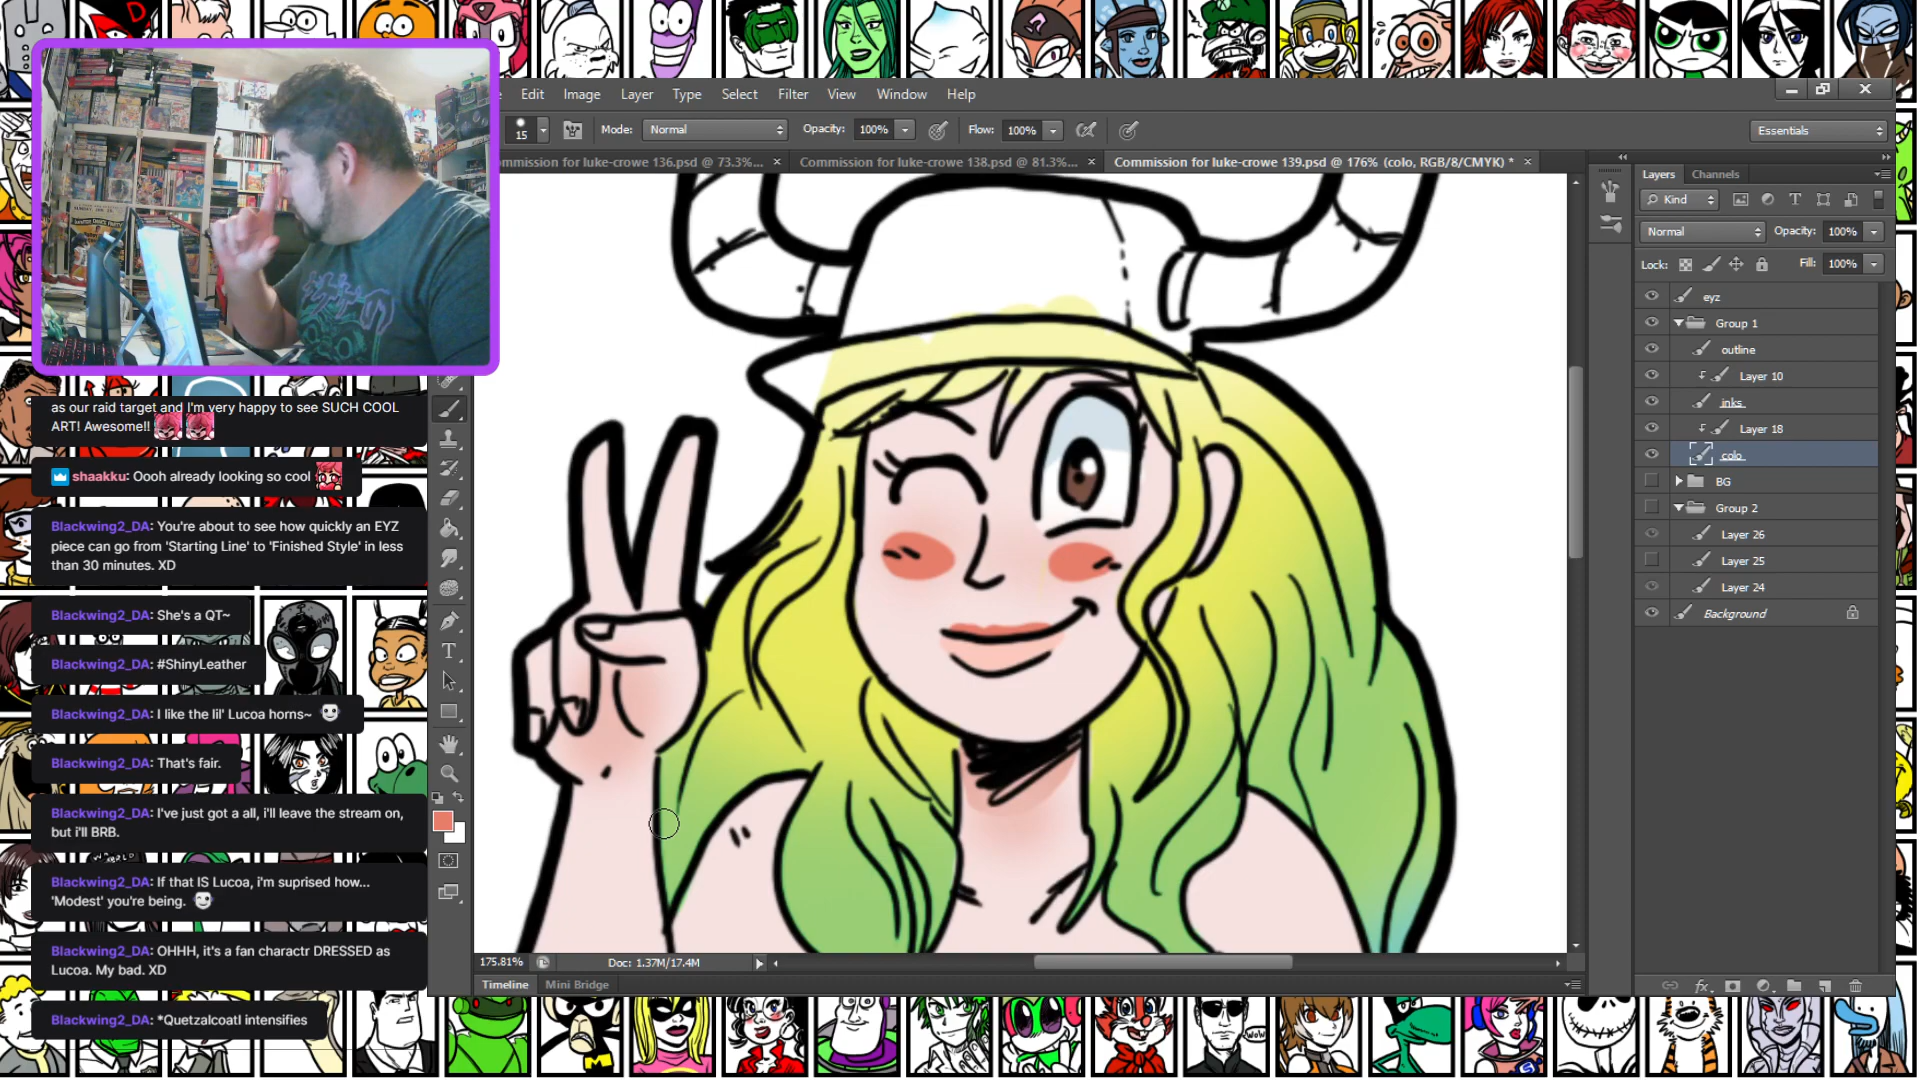 Edit Image Layer Type Select Filter View Window Help
15 Mode: Normal Opacity: 100% Flow: 100% Essentials
ommission for luke-crowe 136.psd @ 73.3%... × Commission for luke-crowe 138.psd @ 81.3%... × Commission for luke-crowe 139.psd @ 176% (colo, RGB/8/CMYK) * ×
Layers Channels
Kind
Normal Opacity: 100%
Lock: Fill: 100%
eyz
Group 1
outline
Layer 10
inks
Layer 18
colo
BG
Group 2
Layer 26
Layer 25
Layer 24
Background
as our raid target and I'm very happy to see SUCH COOL
ART! Awesome!!
shaakku: Oooh already looking so cool
Blackwing2_DA: You're about to see how quickly an EYZ
piece can go from 'Starting Line' to 'Finished Style' in less
than 30 minutes. XD
Blackwing2_DA: She's a QT~
Blackwing2_DA: #ShinyLeather
Blackwing2_DA: I like the lil' Lucoa horns~
Blackwing2_DA: That's fair.
Blackwing2_DA: I've just got a all, i'll leave the stream on,
but i'll BRB.
Blackwing2_DA: If that IS Lucoa, i'm suprised how...
'Modest' you're being.
Blackwing2_DA: OHHH, it's a fan charactr DRESSED as
Lucoa. My bad. XD
Blackwing2_DA: *Quetzalcoatl intensifies
175.81% Doc: 1.37M/17.4M
Timeline Mini Bridge
WOW